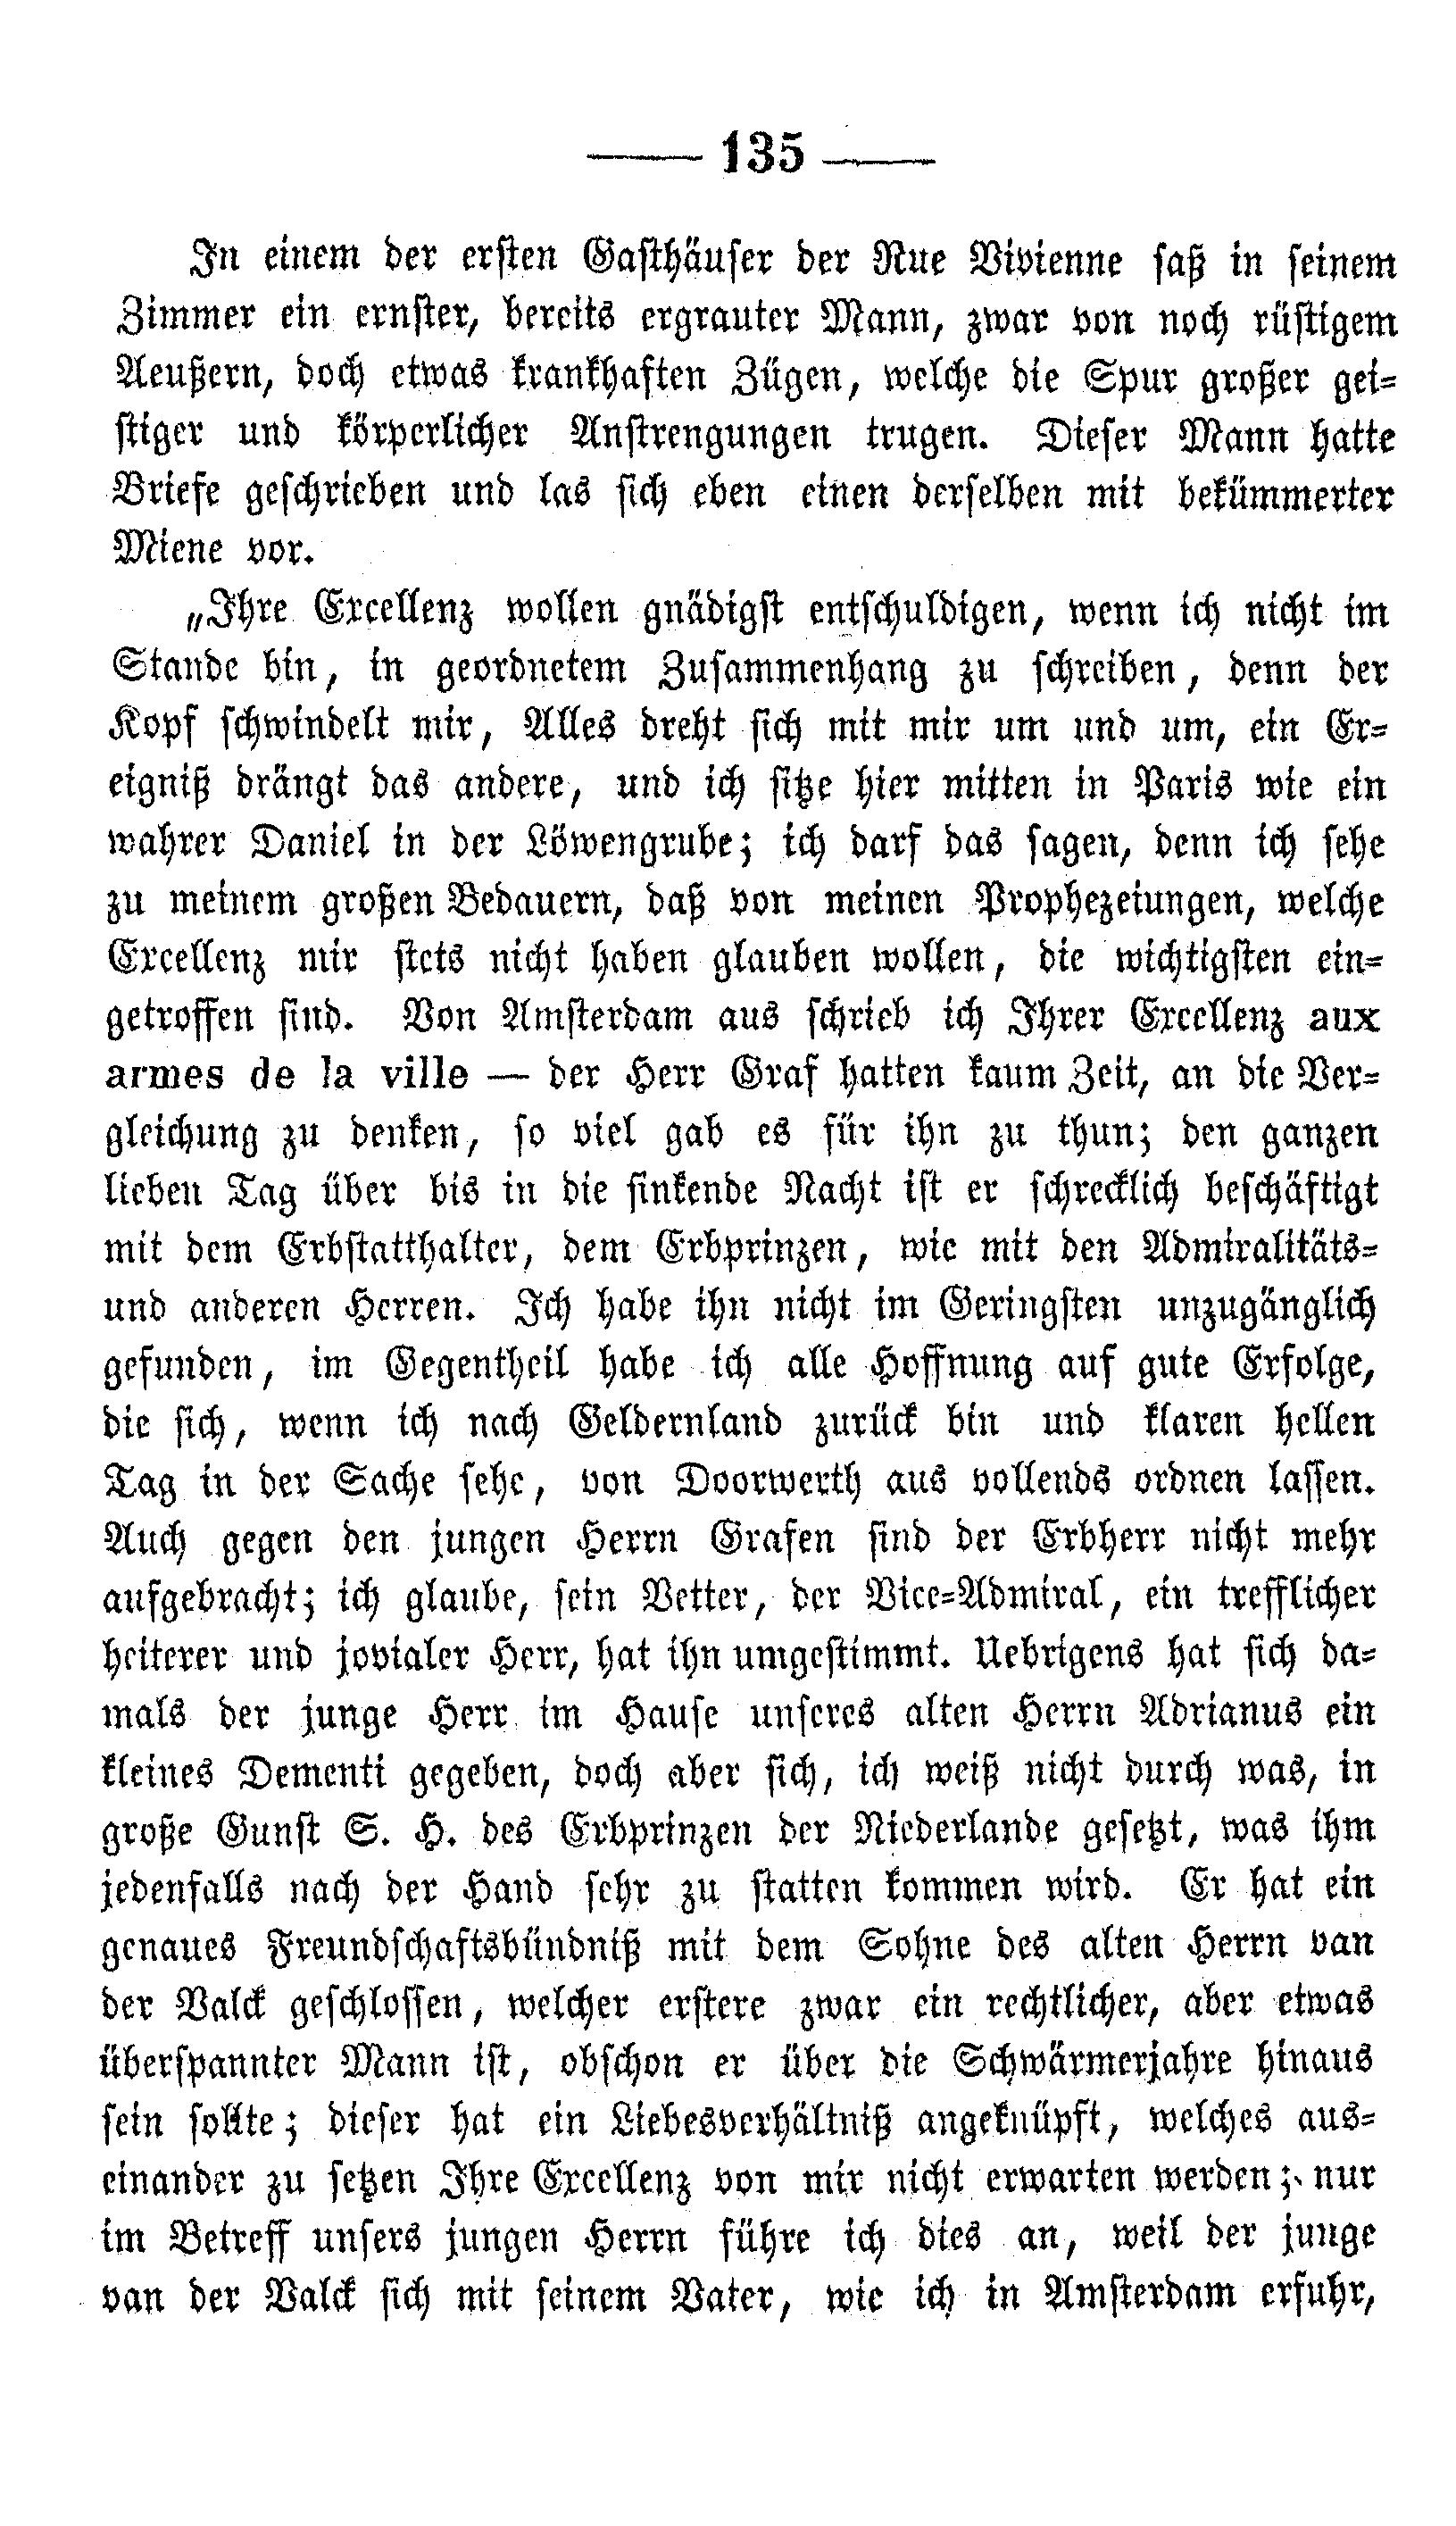 — 135 —
In einem der ersten Gasthäuser der Rue Vivienne saß in seinem
Zimmer ein ernster, bereits ergrauter Mann, zwar von noch rüstigem
Aeußern, doch etwas krankhaften Zügen, welche die Spur großer gei-
stiger und körperlicher Anstrengungen trugen. Dieser Mann hatte
Briefe geschrieben und las sich eben einen derselben mit bekümmerter
Miene vor.
„Ihre Excellenz wollen gnädigst entschuldigen, wenn ich nicht im
Stande bin, in geordnetem Zusammenhang zu schreiben, denn der
Kopf schwindelt mir, Alles dreht sich mit mir um und um, ein Er-
eigniß drängt das andere, und ich sitze hier mitten in Paris wie ein
wahrer Daniel in der Löwengrube; ich darf das sagen, denn ich sehe
zu meinem großen Bedauern, daß von meinen Prophezeiungen, welche
Excellenz mir stets nicht haben glauben wollen, die wichtigsten ein-
getroffen sind. Von Amsterdam aus schrieb ich Ihrer Excellenz aux
armes de la ville — der Herr Graf hatten kaum Zeit, an die Ver-
gleichung zu denken, so viel gab es für ihn zu thun; den ganzen
lieben Tag über bis in die sinkende Nacht ist er schrecklich beschäftigt
mit dem Erbstatthalter, dem Erbprinzen, wie mit den Admiralitäts-
und anderen Herren. Ich habe ihn nicht im Geringsten unzugänglich
gefunden, im Gegentheil habe ich alle Hoffnung auf gute Erfolge,
die sich, wenn ich nach Geldernland zurück bin und klaren hellen
Tag in der Sache sehe, von Doorwerth aus vollends ordnen lassen.
Auch gegen den jungen Herrn Grafen sind der Erbherr nicht mehr
aufgebracht; ich glaube, sein Vetter, der Vice-Admiral, ein trefflicher
heiterer und jovialer Herr, hat ihn umgestimmt. Uebrigens hat sich da-
mals der junge Herr im Hause unseres alten Herrn Adrianus ein
kleines Dementi gegeben, doch aber sich, ich weiß nicht durch was, in
große Gunst S. H. des Erbprinzen der Niederlande gesetzt, was ihm
jedenfalls nach der Hand sehr zu statten kommen wird. Er hat ein
genaues Freundschaftsbündniß mit dem Sohne des alten Herrn van
der Valck geschlossen, welcher erstere zwar ein rechtlicher, aber etwas
überspannter Mann ist, obschon er über die Schwärmerjahre hinaus
sein sollte; dieser hat ein Liebesverhältniß angeknüpft, welches aus-
einander zu setzen Ihre Excellenz von mir nicht erwarten werden; nur
im Betreff unsers jungen Herrn führe ich dies an, weil der junge
van der Valck sich mit seinem Vater, wie ich in Amsterdam erfuhr,